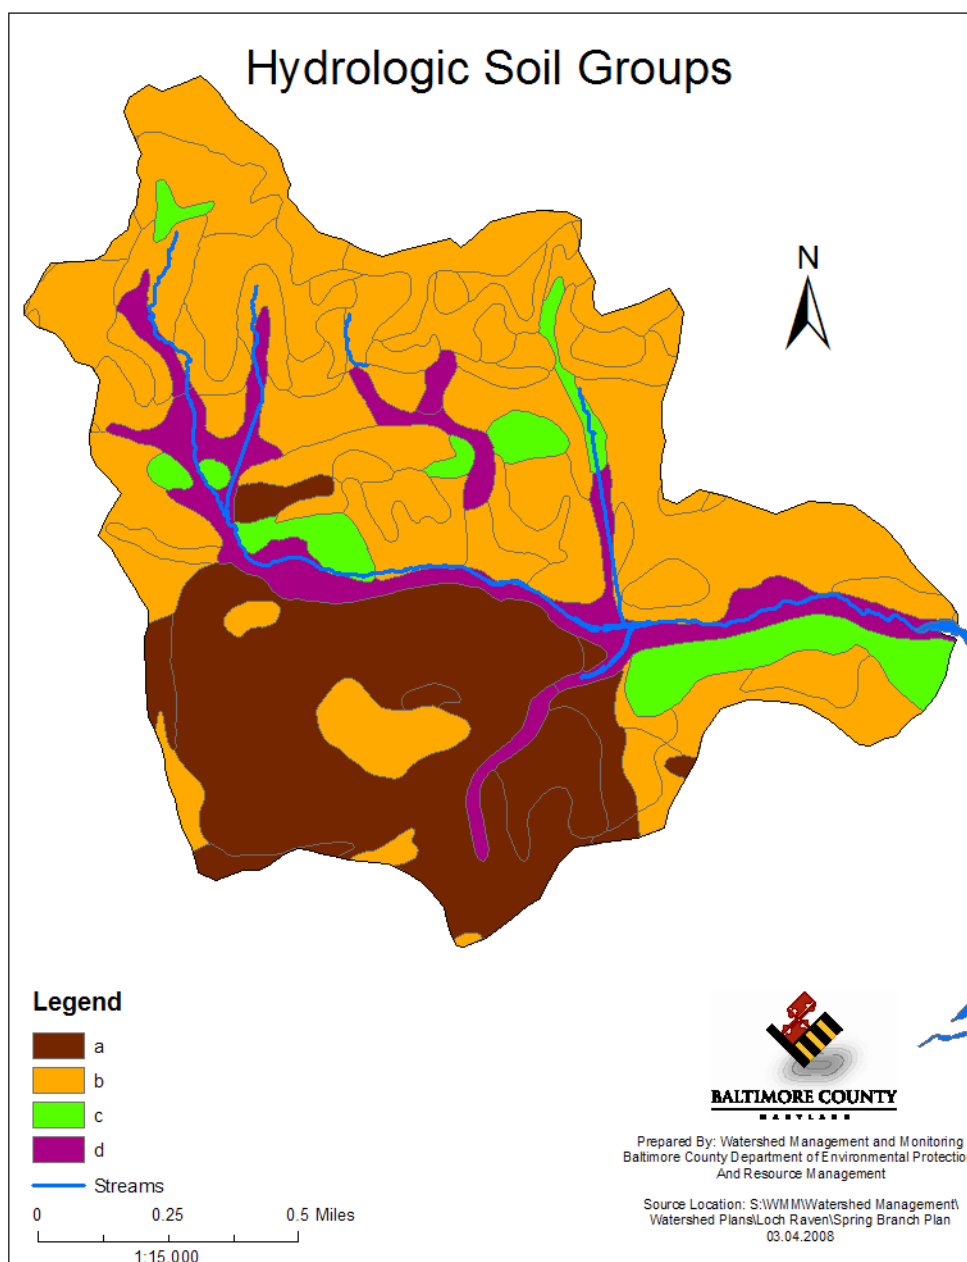 Hydrologic Soil Groups
N
Legend
a
b
c
d
Streams
0 0.25 0.5 Miles
1:15,000
BALTIMORE COUNTY
MARYLAND
Prepared By: Watershed Management and Monitoring
Baltimore County Department of Environmental Protection
And Resource Management
Source Location: S:\WMM\Watershed Management\
Watershed Plans\Loch Raven\Spring Branch Plan
03.04.2008